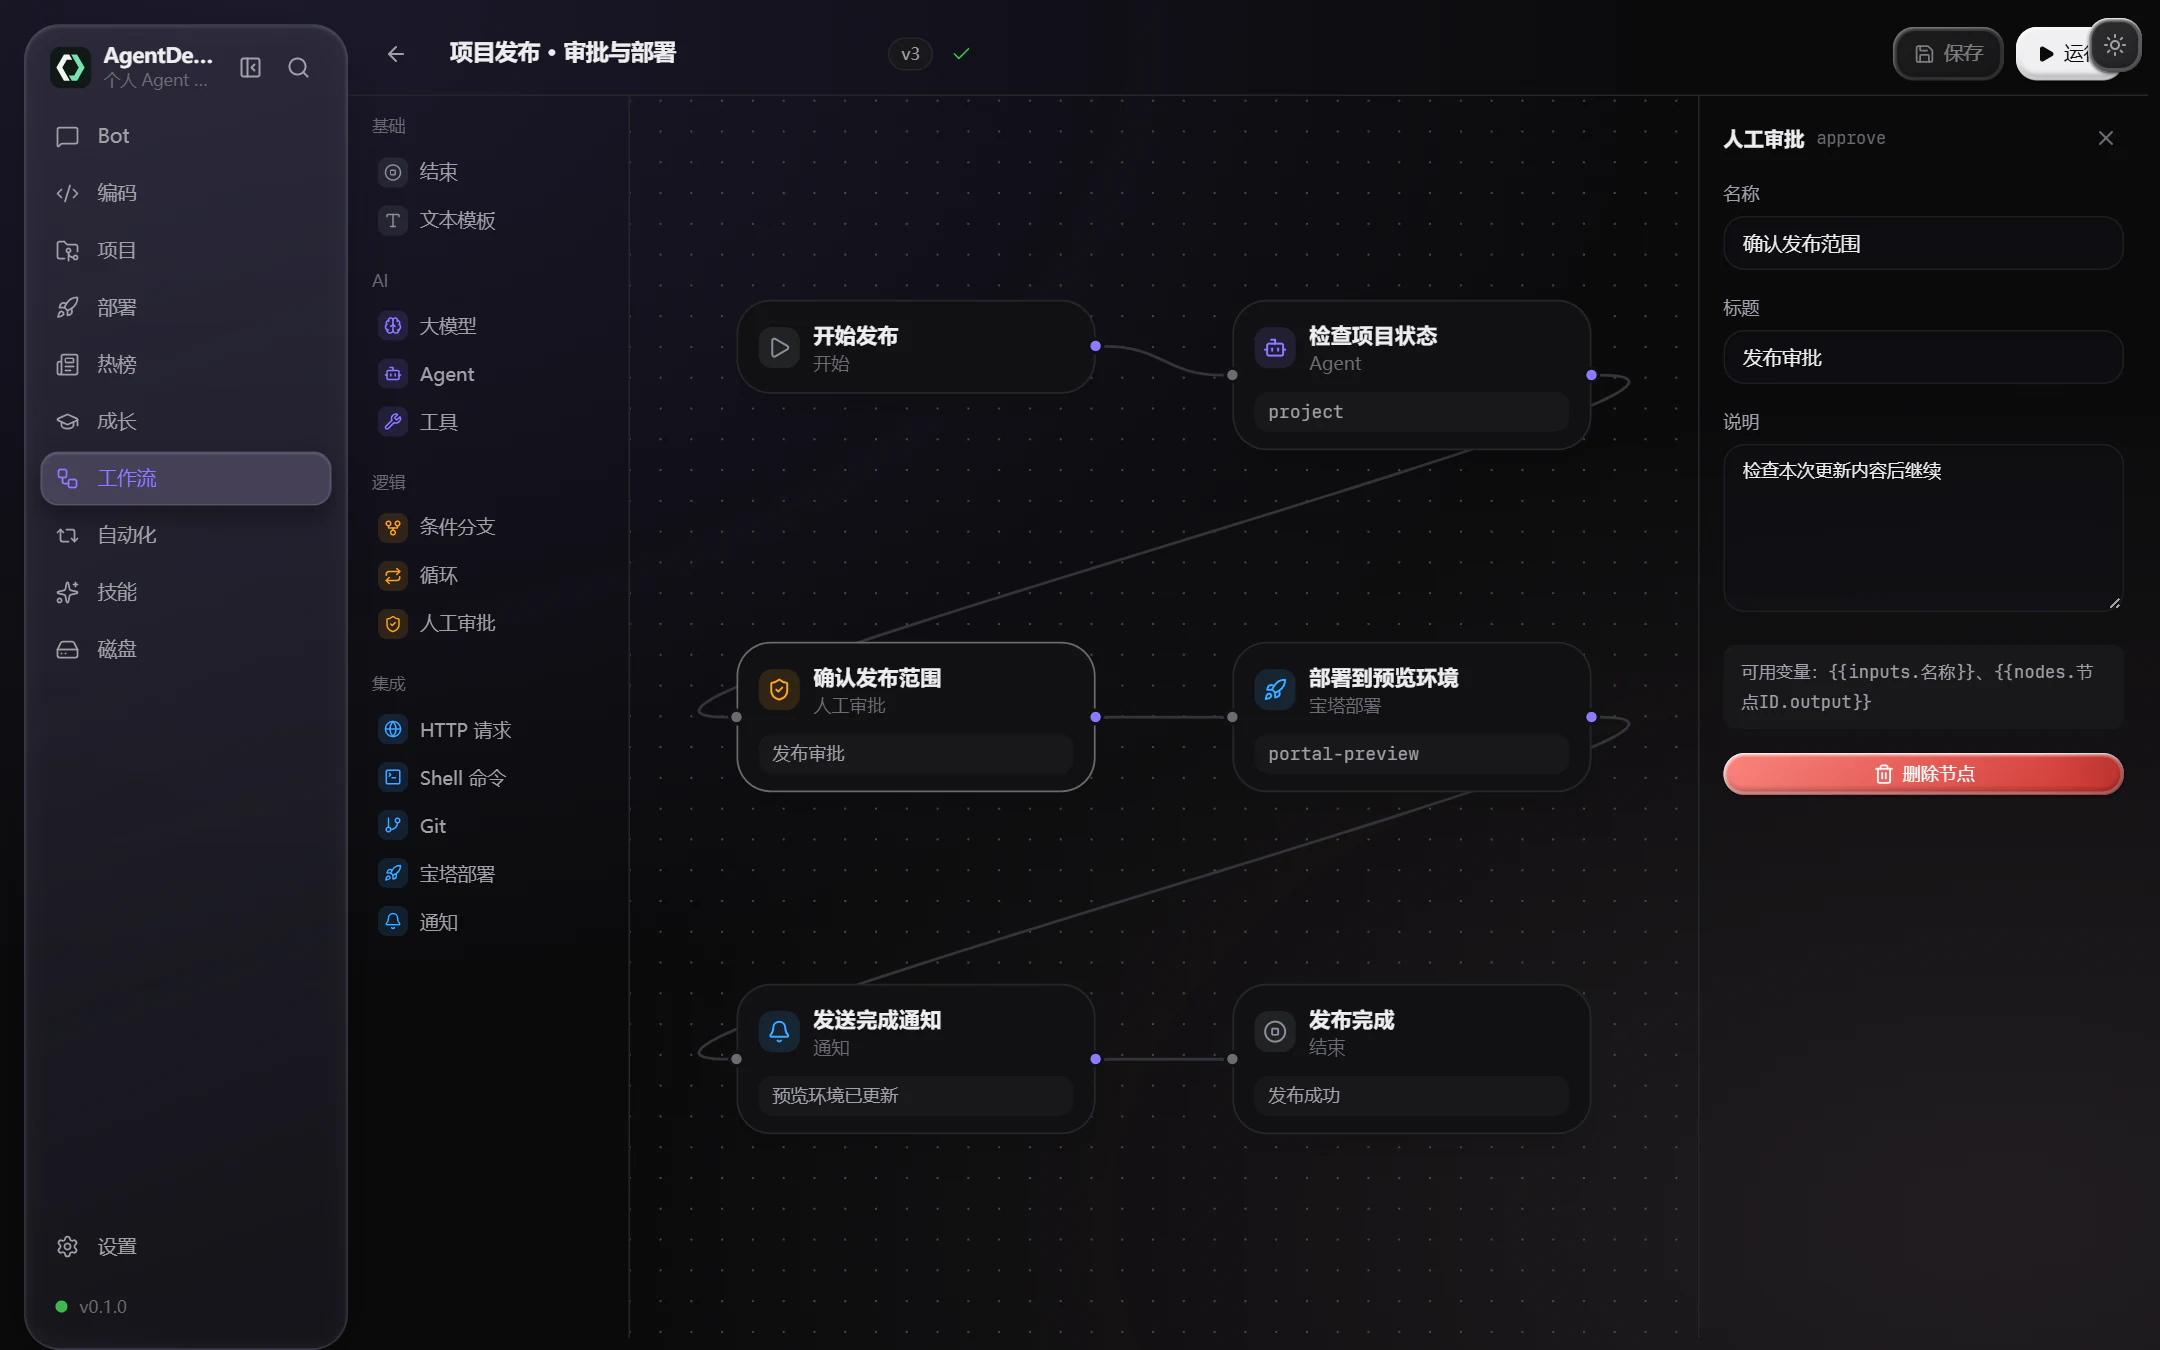 AgentDe...
个人 Agent ...
Bot
编码
项目
部署
热榜
成长
工作流
自动化
技能
磁盘
设置
v0.1.0
项目发布 • 审批与部署
v3
保存
运行
基础
结束
文本模板
AI
大模型
Agent
工具
逻辑
条件分支
循环
人工审批
集成
HTTP 请求
Shell 命令
Git
宝塔部署
通知
开始发布
开始
检查项目状态
Agent
project
确认发布范围
人工审批
发布审批
部署到预览环境
宝塔部署
portal-preview
发送完成通知
通知
预览环境已更新
发布完成
结束
发布成功
人工审批 approve
名称
确认发布范围
标题
发布审批
说明
检查本次更新内容后继续
可用变量：{{inputs.名称}}、{{nodes.节
点ID.output}}
删除节点